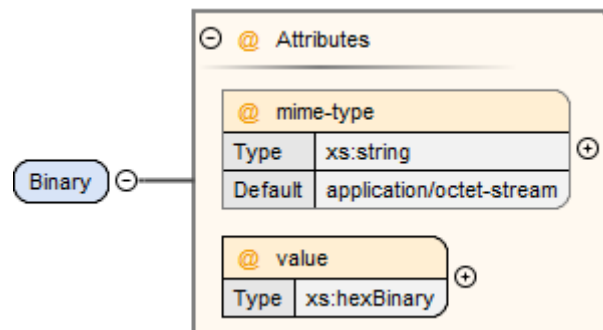 @ Attributes
@ mime-type
Type xs:string
Default application/octet-stream
Binary
@ value
Type xs:hexBinary